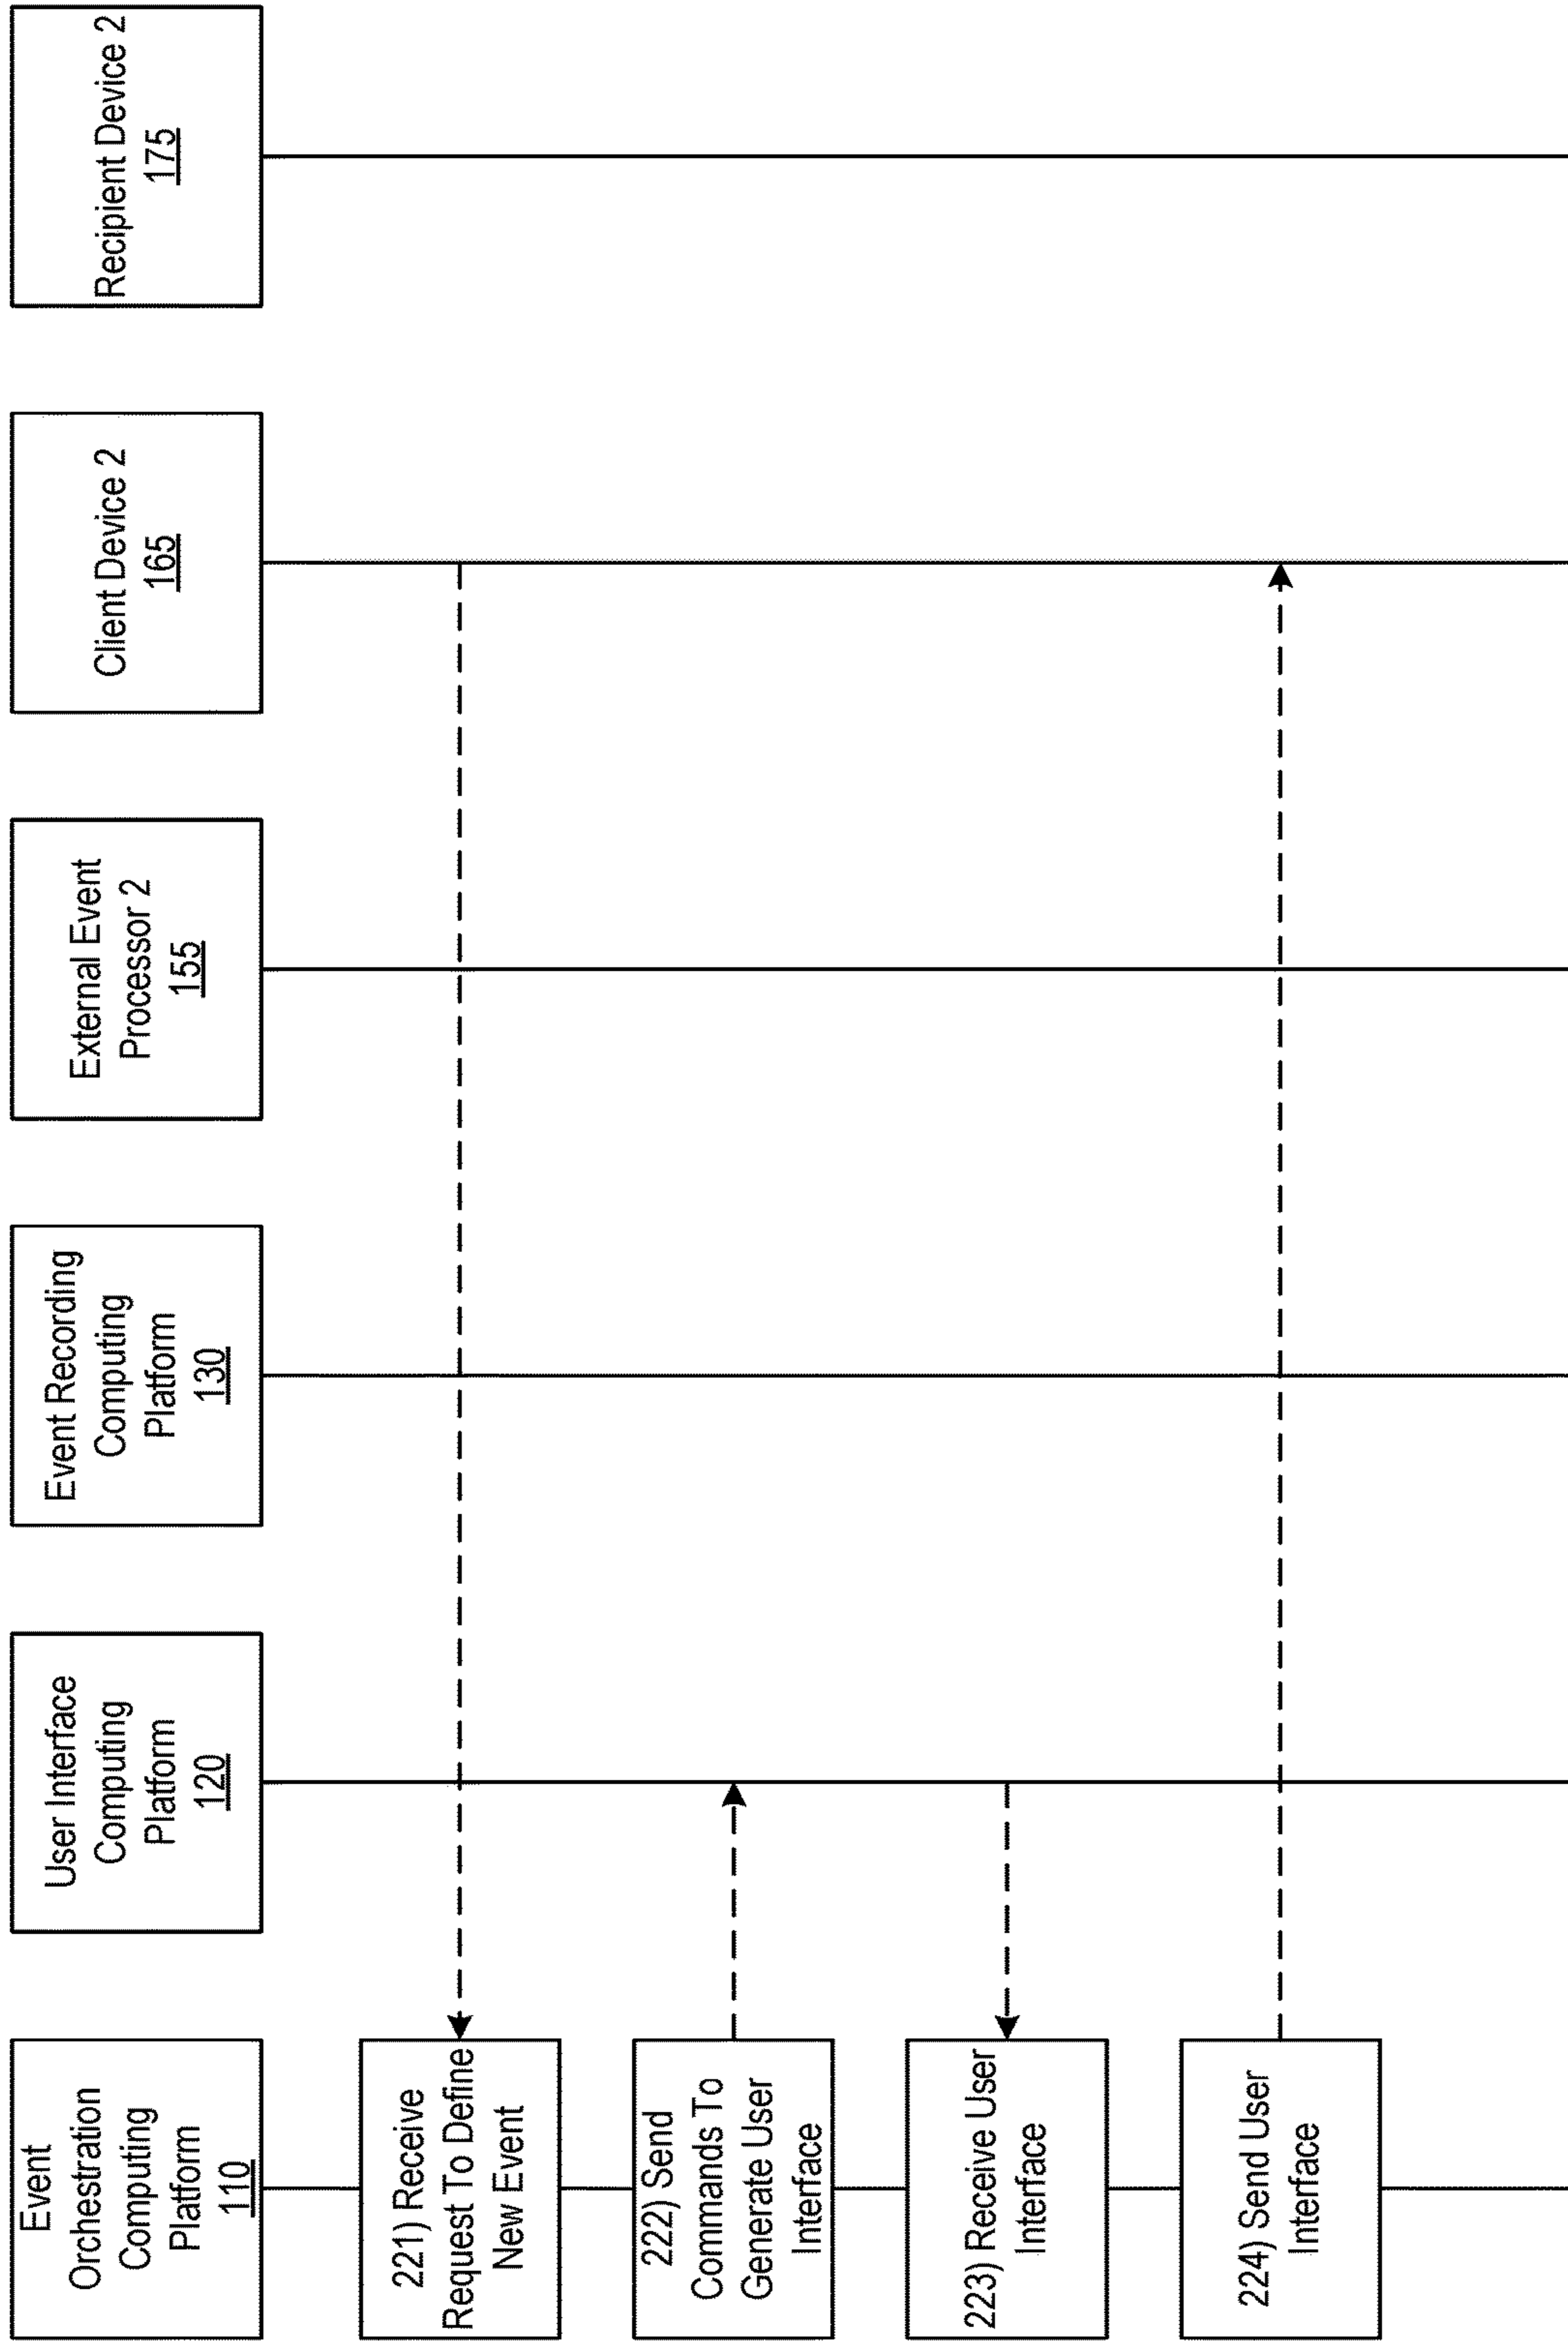 Event
Orchestration
Computing
Platform
110
User Interface
Computing
Platform
120
Event Recording
Computing
Platform
130
External Event
Processor 2
155
Client Device 2
165
Recipient Device 2
175
221) Receive
Request To Define
New Event
222) Send
Commands To
Generate User
Interface
223) Receive User
Interface
224) Send User
Interface